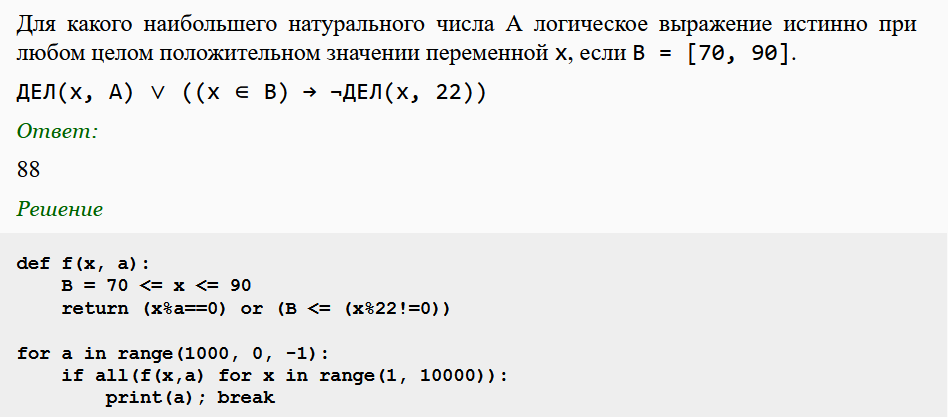 Для какого наибольшего натурального числа А логическое выражение истинно при
любом целом положительном значении переменной x, если B = [70, 90].
ДЕЛ(x, A) ∨ ((x ∈ B) → ¬ДЕЛ(x, 22))
Ответ:
88
Решение
def f(x, a):
    B = 70 <= x <= 90
    return (x%a==0) or (B <= (x%22!=0))

for a in range(1000, 0, -1):
    if all(f(x,a) for x in range(1, 10000)):
        print(a); break